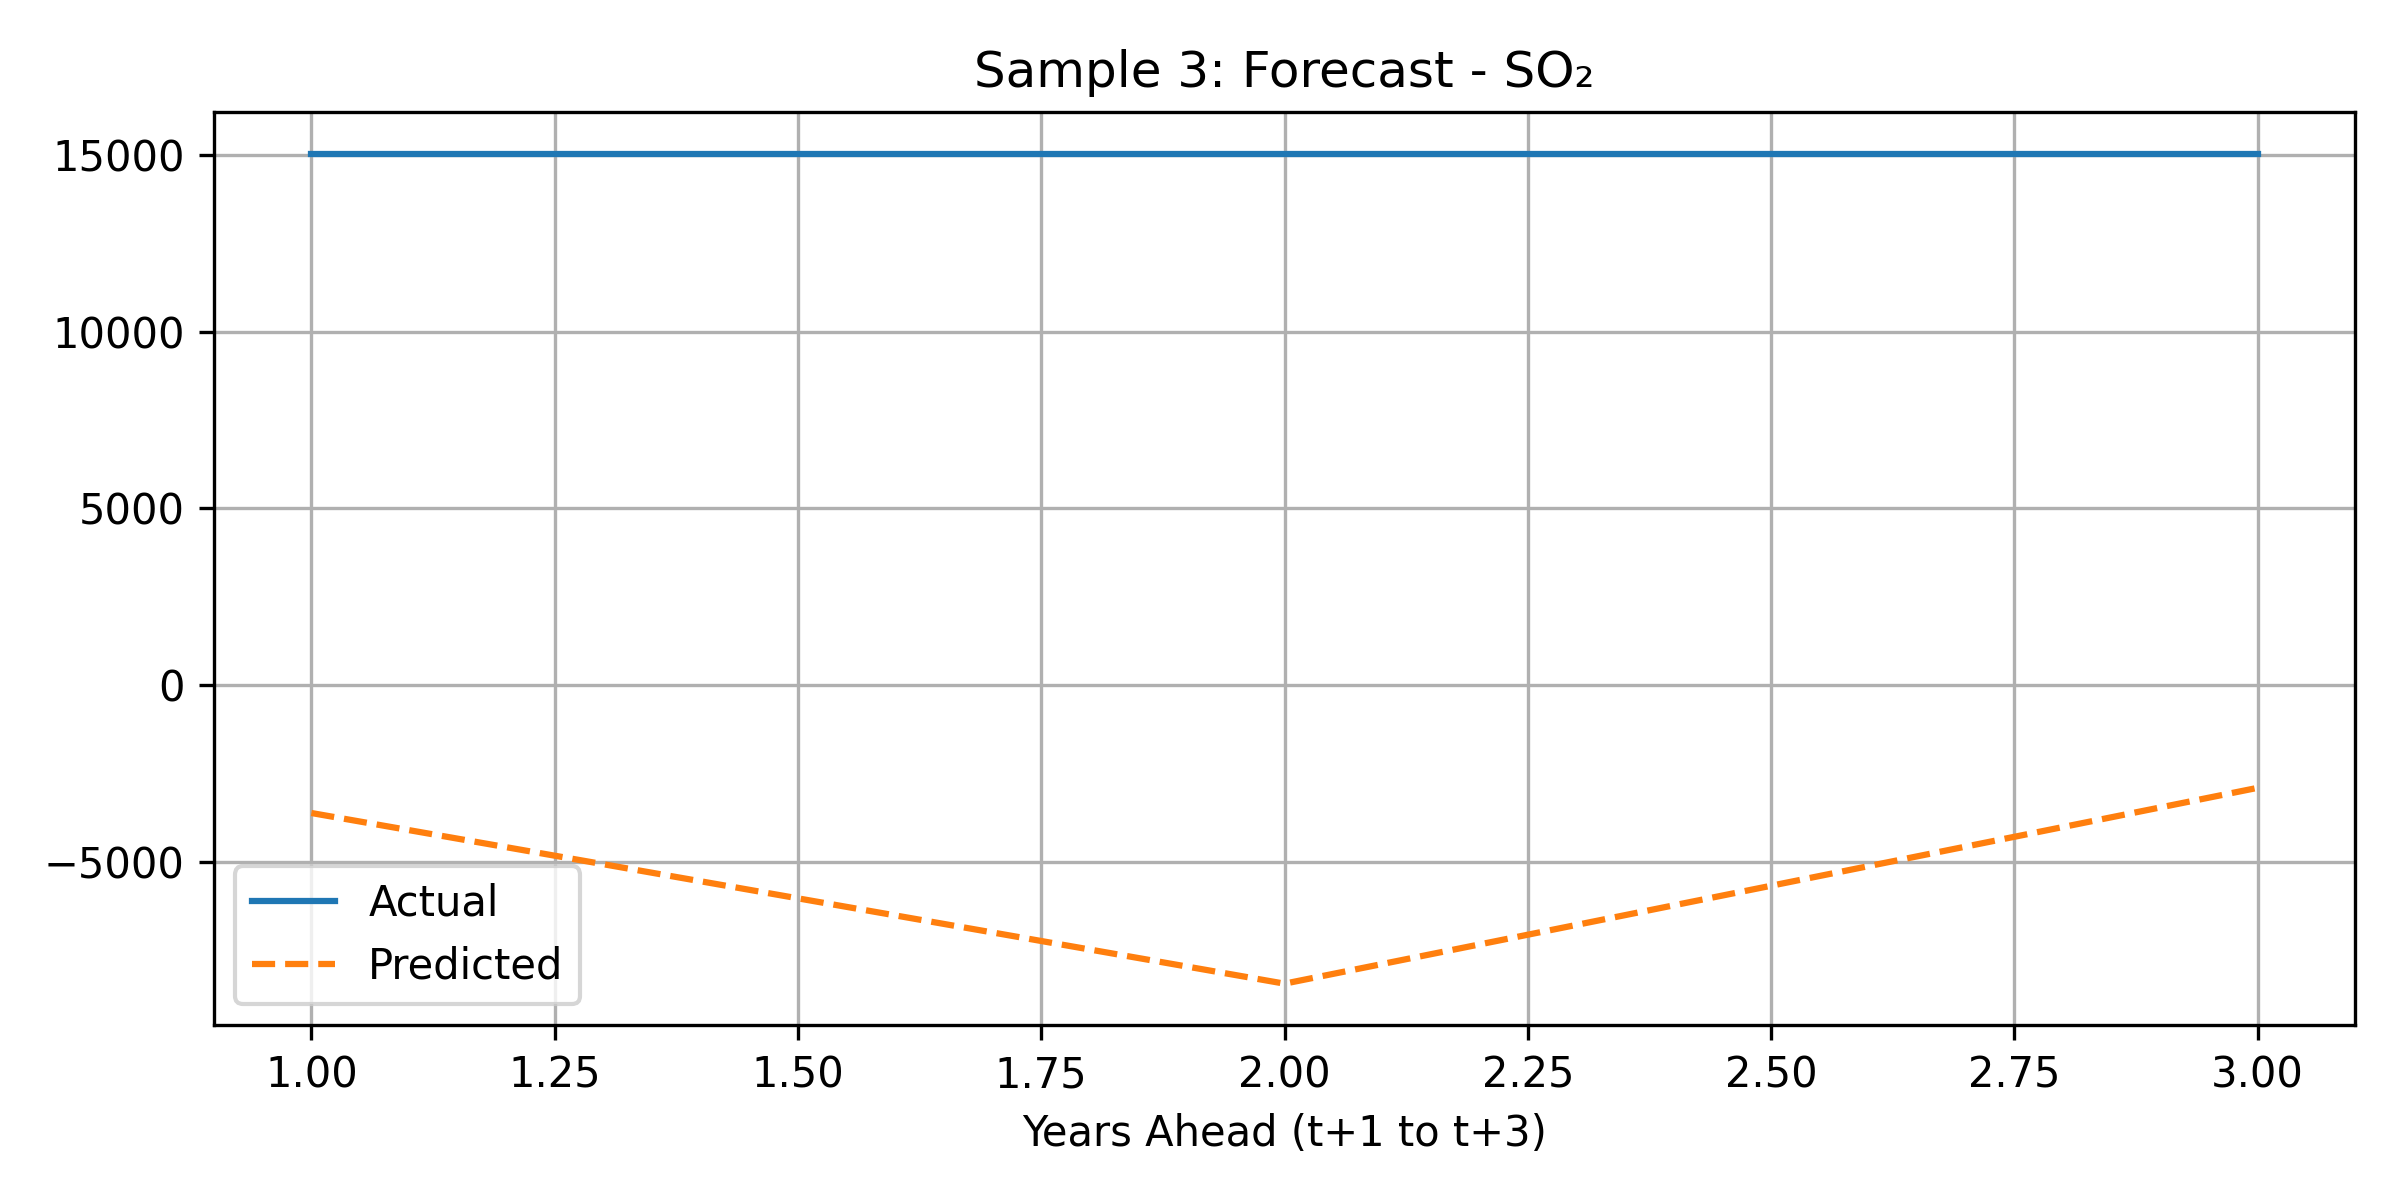 Sample 3: Forecast - SO₂
15000
10000
5000
0
−5000
Actual
Predicted
1.00 1.25 1.50 1.75 2.00 2.25 2.50 2.75 3.00
Years Ahead (t+1 to t+3)